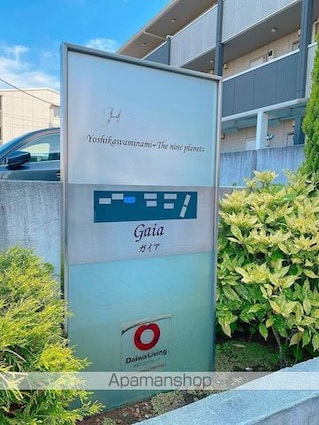 Yoshikawaminami-The nine planets
Gaia
ガイア
Daiwa Living
Apamanshop